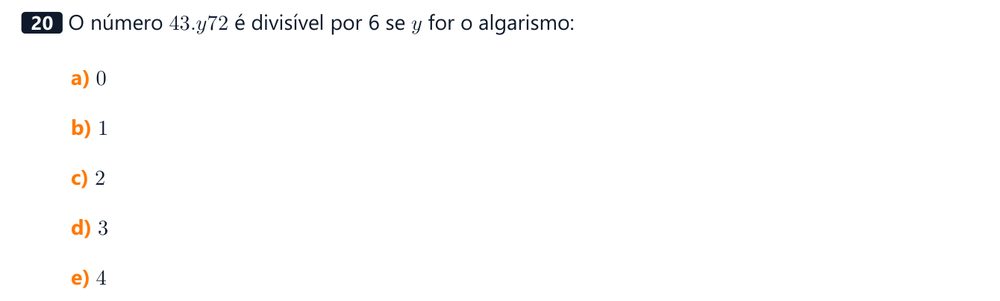 20 O número 43.y72 é divisível por 6 se y for o algarismo:
a) 0
b) 1
c) 2
d) 3
e) 4